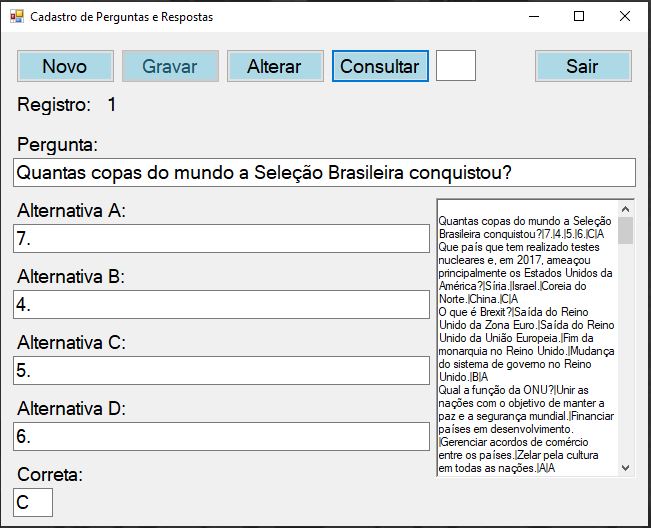 Cadastro de Perguntas e Respostas
Novo
Gravar
Alterar
Consultar
Sair
Registro: 1
Pergunta:
Quantas copas do mundo a Seleção Brasileira conquistou?
Alternativa A:
7.
Alternativa B:
4.
Alternativa C:
5.
Alternativa D:
6.
Correta:
C
Quantas copas do mundo a Seleção
Brasileira conquistou?|7.|4.|5.|6.|C|A
Que país que tem realizado testes
nucleares e, em 2017, ameaçou
principalmente os Estados Unidos da
América?|Síria.|Israel.|Coreia do
Norte.|China.|C|A
O que é Brexit?|Saída do Reino
Unido da Zona Euro.|Saída do Reino
Unido da União Europeia.|Fim da
monarquia no Reino Unido.|Mudança
do sistema de governo no Reino
Unido.|B|A
Qual a função da ONU?|Unir as
nações com o objetivo de manter a
paz e a segurança mundial.|Financiar
países em desenvolvimento.
|Gerenciar acordos de comércio
entre os países.|Zelar pela cultura
em todas as nações.|A|A